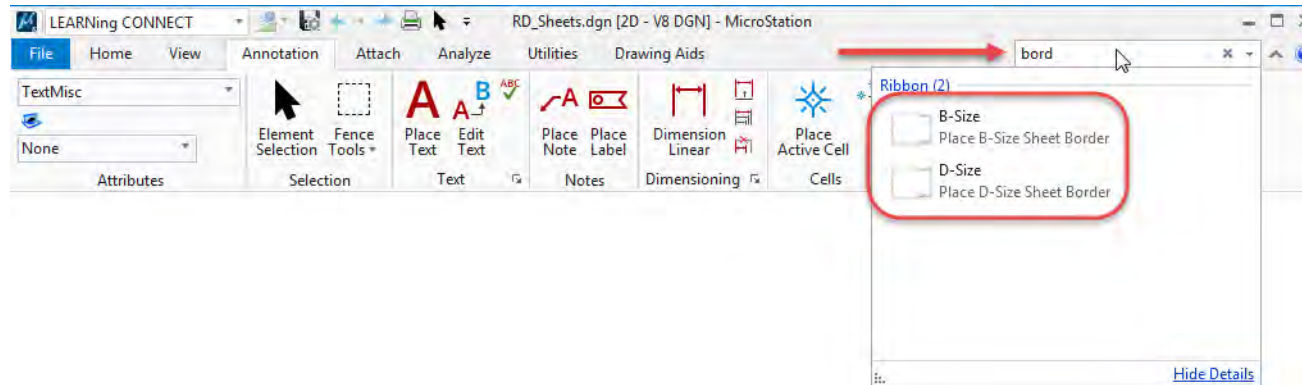 LEARNing CONNECT RD_Sheets.dgn [2D - V8 DGN] - MicroStation
File Home View Annotation Attach Analyze Utilities Drawing Aids bord
Ribbon (2)
TextMisc
None
Attributes
Element Selection
Fence Tools
Selection
A
Place Text
A B
Edit Text
ABC
Text
A
Place Note
Place Label
Notes
Dimension Linear
Dimensioning
Place Active Cell
Cells
B-Size
Place B-Size Sheet Border
D-Size
Place D-Size Sheet Border
Hide Details